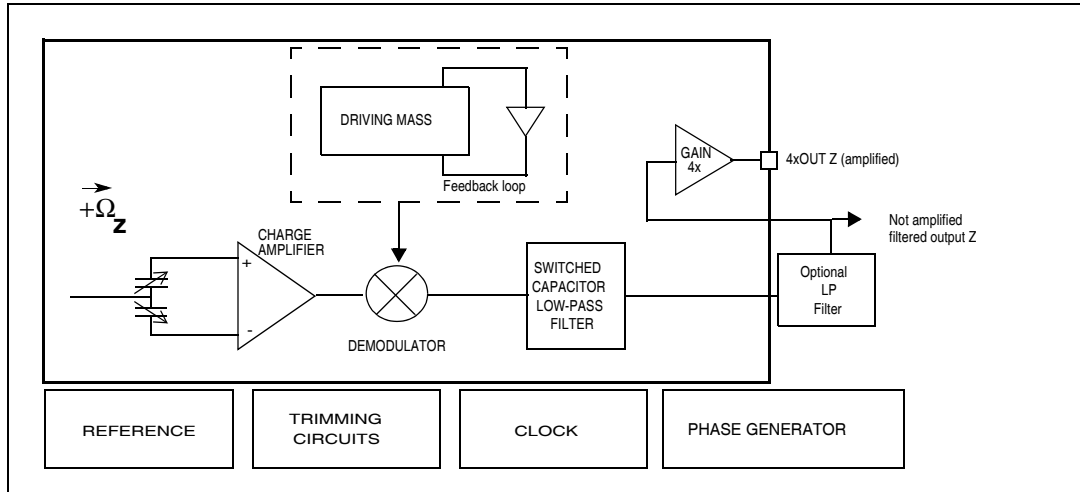 DRIVING MASS
Feedback loop
GAIN
4x
4xOUT Z (amplified)
Not amplified
filtered output Z
+Ω
z
CHARGE
AMPLIFIER
+
-
DEMODULATOR
SWITCHED
CAPACITOR
LOW-PASS
FILTER
Optional
LP
Filter
REFERENCE
TRIMMING
CIRCUITS
CLOCK
PHASE GENERATOR